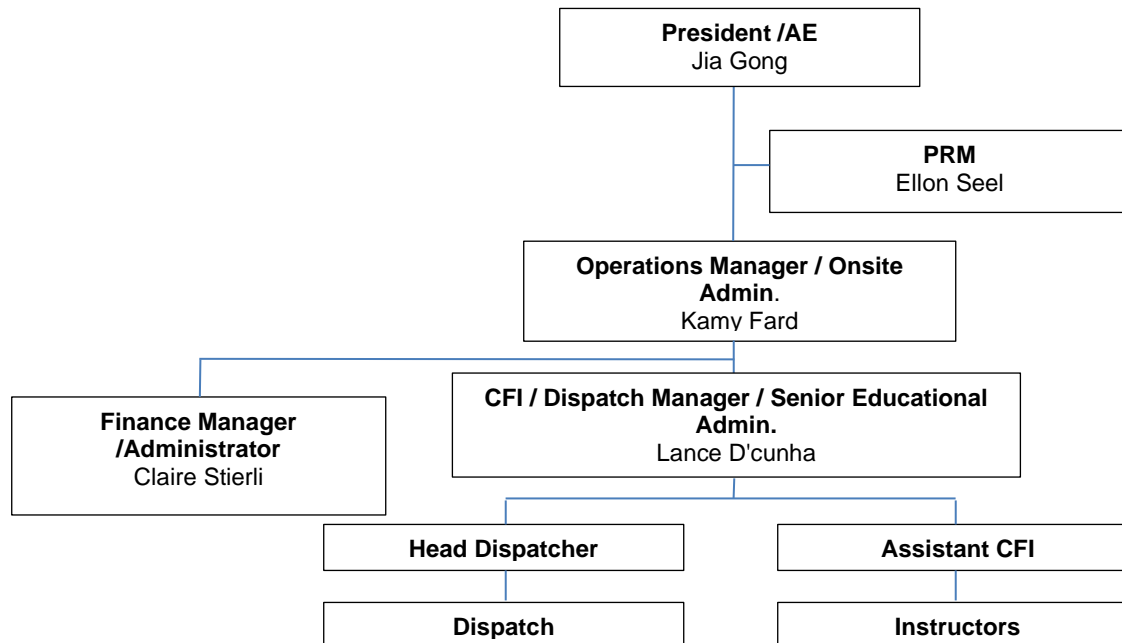 President /AE
Jia Gong
PRM
Ellon Seel
Operations Manager / Onsite
Admin.
Kamy Fard
Finance Manager
/Administrator
Claire Stierli
CFI / Dispatch Manager / Senior Educational
Admin.
Lance D'cunha
Head Dispatcher
Assistant CFI
Dispatch
Instructors